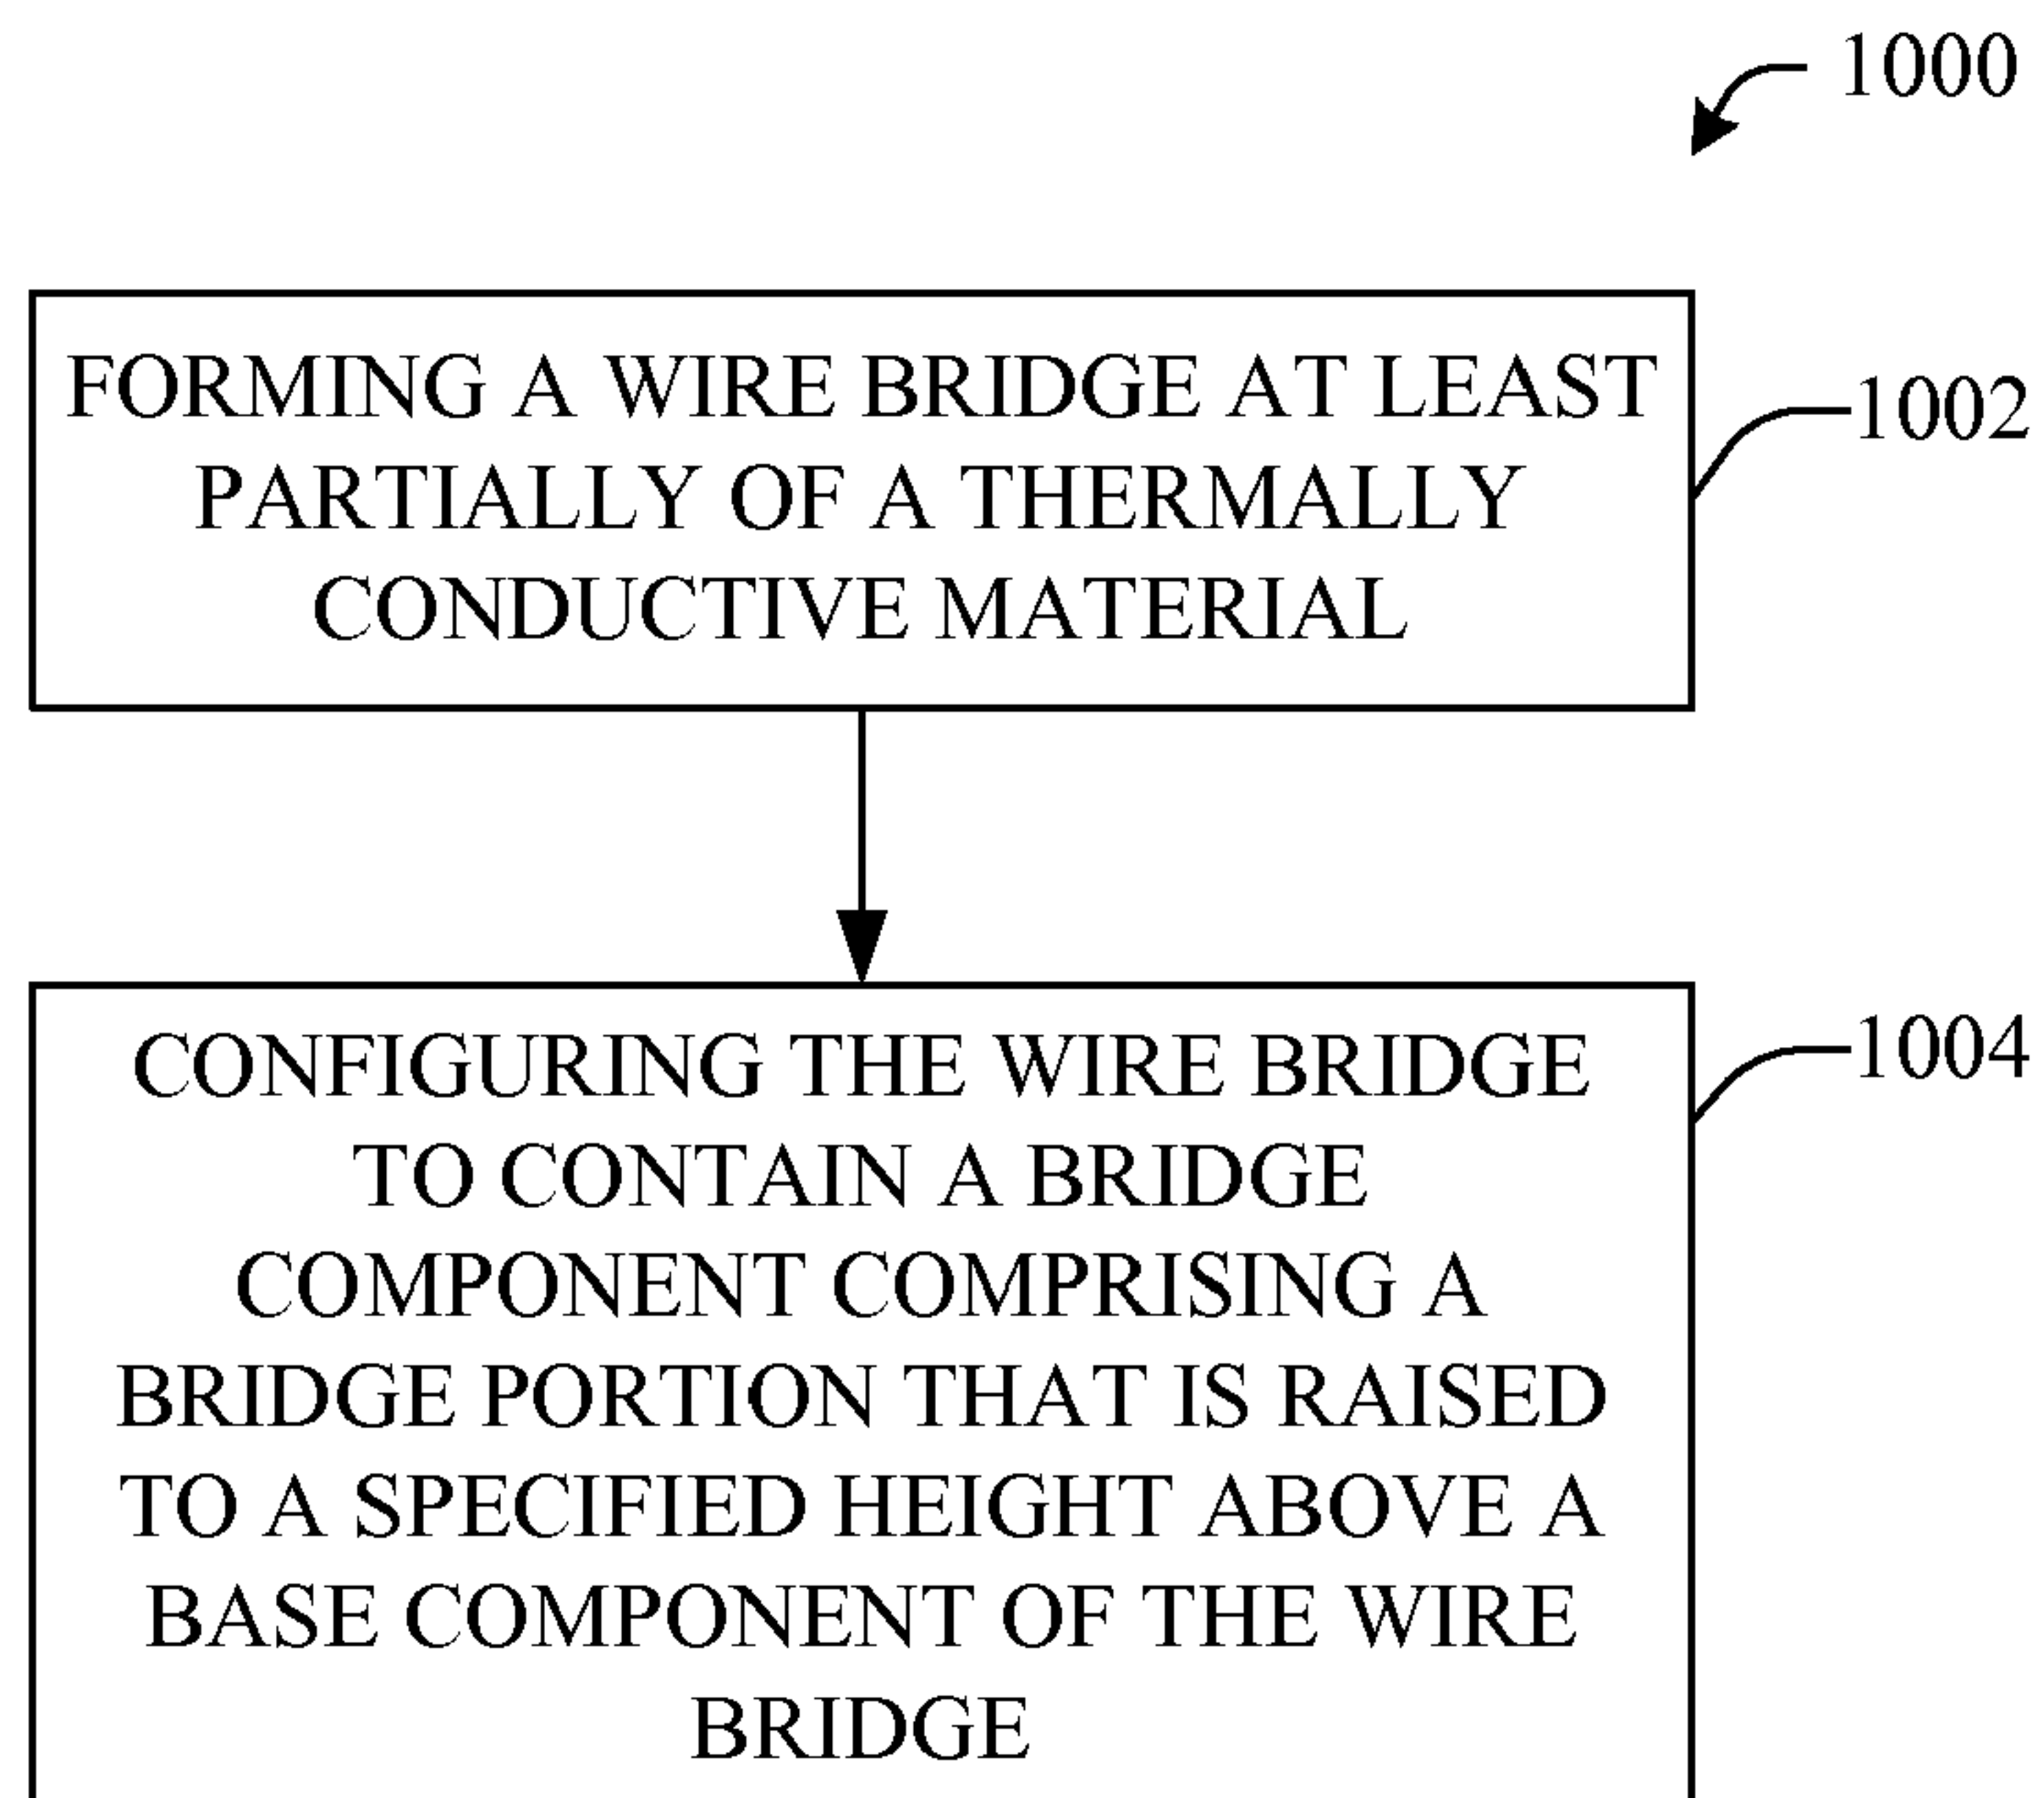 1000
FORMING A WIRE BRIDGE AT LEAST
PARTIALLY OF A THERMALLY
CONDUCTIVE MATERIAL
1002
CONFIGURING THE WIRE BRIDGE
TO CONTAIN A BRIDGE
COMPONENT COMPRISING A
BRIDGE PORTION THAT IS RAISED
TO A SPECIFIED HEIGHT ABOVE A
BASE COMPONENT OF THE WIRE
BRIDGE
1004